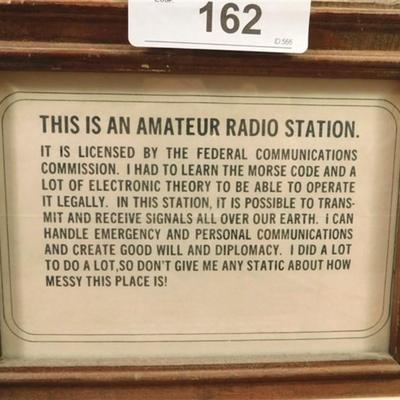 162
ID:566
THIS IS AN AMATEUR RADIO STATION.
IT IS LICENSED BY THE FEDERAL COMMUNICATIONS
COMMISSION. I HAD TO LEARN THE MORSE CODE AND A
LOT OF ELECTRONIC THEORY TO BE ABLE TO OPERATE
IT LEGALLY. IN THIS STATION, IT IS POSSIBLE TO TRANS-
MIT AND RECEIVE SIGNALS ALL OVER OUR EARTH. I CAN
HANDLE EMERGENCY AND PERSONAL COMMUNICATIONS
AND CREATE GOOD WILL AND DIPLOMACY. I DID A LOT
TO DO A LOT,SO DON'T GIVE ME ANY STATIC ABOUT HOW
MESSY THIS PLACE IS!